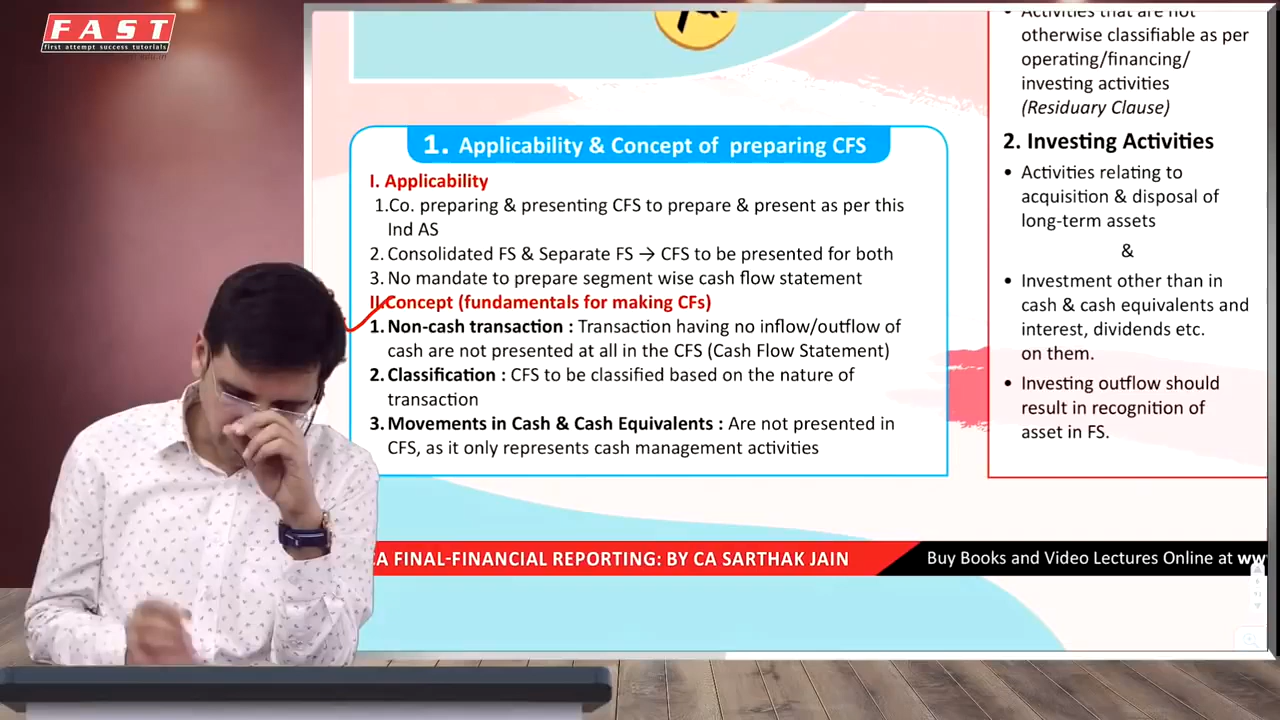 FAST
first attempt success tutorials
1. Applicability & Concept of preparing CFS
I. Applicability
1.Co. preparing & presenting CFS to prepare & present as per this
Ind AS
2. Consolidated FS & Separate FS → CFS to be presented for both
3. No mandate to prepare segment wise cash flow statement
II.Concept (fundamentals for making CFs)
1. Non-cash transaction : Transaction having no inflow/outflow of
cash are not presented at all in the CFS (Cash Flow Statement)
2. Classification : CFS to be classified based on the nature of
transaction
3. Movements in Cash & Cash Equivalents : Are not presented in
CFS, as it only represents cash management activities
• Activities that are not
otherwise classifiable as per
operating/financing/
investing activities
(Residuary Clause)
2. Investing Activities
• Activities relating to
acquisition & disposal of
long-term assets
&
• Investment other than in
cash & cash equivalents and
interest, dividends etc.
on them.
• Investing outflow should
result in recognition of
asset in FS.
CA FINAL-FINANCIAL REPORTING: BY CA SARTHAK JAIN
Buy Books and Video Lectures Online at